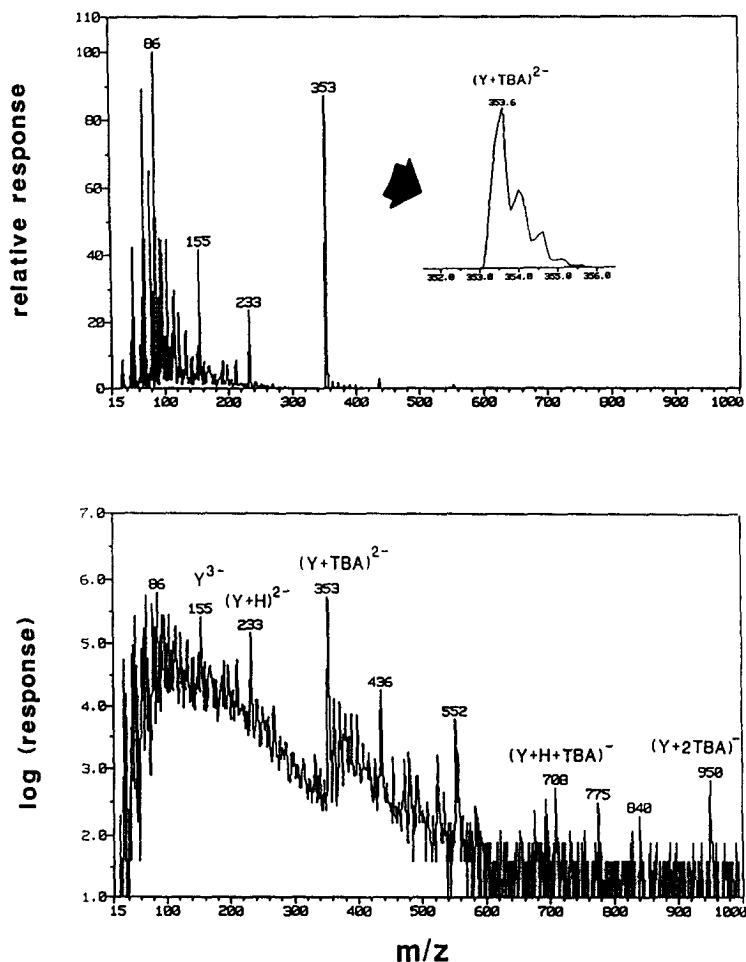 110
100
80
60
40
20
0
relative response
86
155
233
353
(Y+TBA)2-
353.6
352.0 353.0 354.0 355.0 356.0
15 100 200 300 400 500 600 700 800 900 1000
7.0
6.0
5.0
4.0
3.0
2.0
1.0
log (response)
86
Y3-
155
(Y+H)2-
233
(Y+TBA)2-
353
436
552
(Y+H+TBA)-
708
775
840
(Y+2TBA)-
950
15 100 200 300 400 500 600 700 800 900 1000
m/z